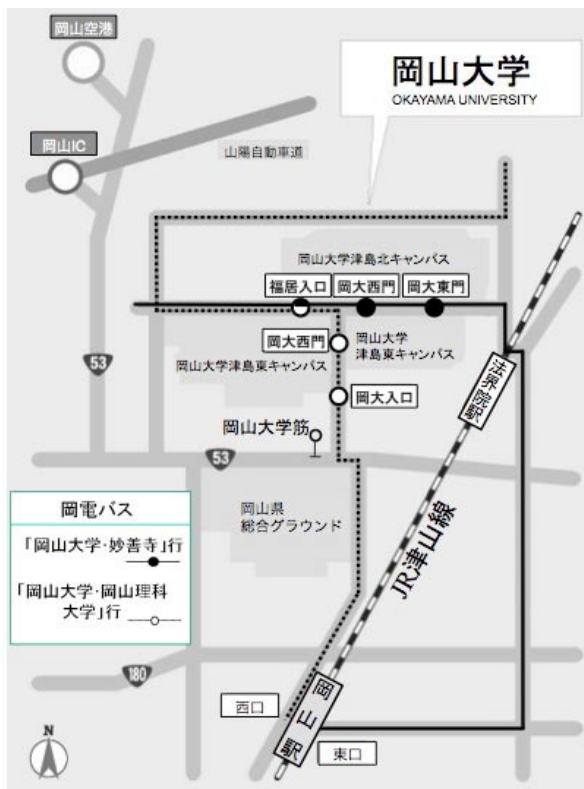 岡山空港
岡山大学
OKAYAMA UNIVERSITY
岡山IC
山陽自動車道
岡山大学津島北キャンパス
福居入口
岡大西門
岡大東門
岡大西門
岡山大学
津島東キャンパス
岡山大学津島東キャンパス
53
法界院駅
岡大入口
岡山大学筋
53
岡電バス
「岡山大学・妙善寺」行
「岡山大学・岡山理科
大学」行
岡山県
総合グラウンド
JR津山線
180
西口
岡山駅
東口
N